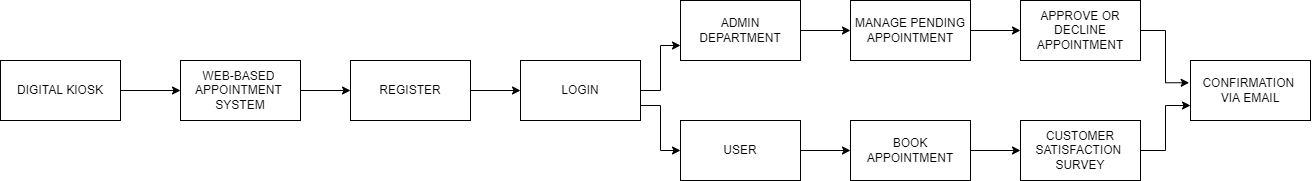 DIGITAL KIOSK
WEB-BASED
APPOINTMENT
SYSTEM
REGISTER
LOGIN
ADMIN
DEPARTMENT
MANAGE PENDING
APPOINTMENT
APPROVE OR
DECLINE
APPOINTMENT
USER
BOOK
APPOINTMENT
CUSTOMER
SATISFACTION
SURVEY
CONFIRMATION
VIA EMAIL